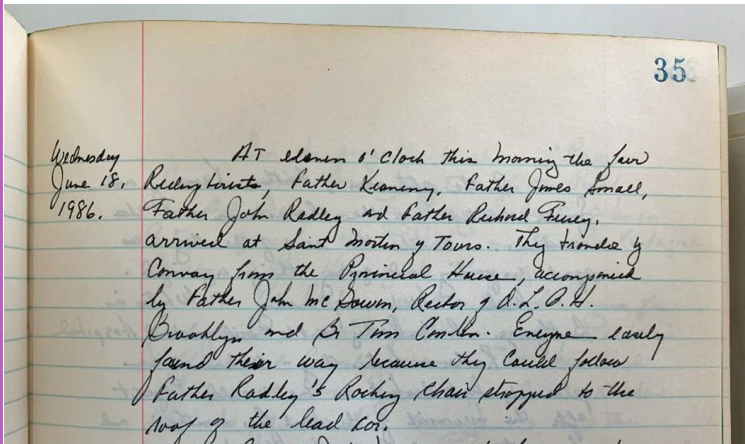 35
Wednesday
June 18,
1986.
At eleven o'clock this morning the four
Redemptorists, Father Kearney, Father James Small,
Father John Radley and Father Richard Furey,
arrived at Saint Martin of Tours. They travelled by
Convoy from the Provincial House, accompanied
by Father John McGowan, Rector of O.L.P.H.
Brooklyn and Br Tom Conlon. Everyone easily
found their way because they could follow
Father Radley's Rocking Chair strapped to the
roof of the lead car.